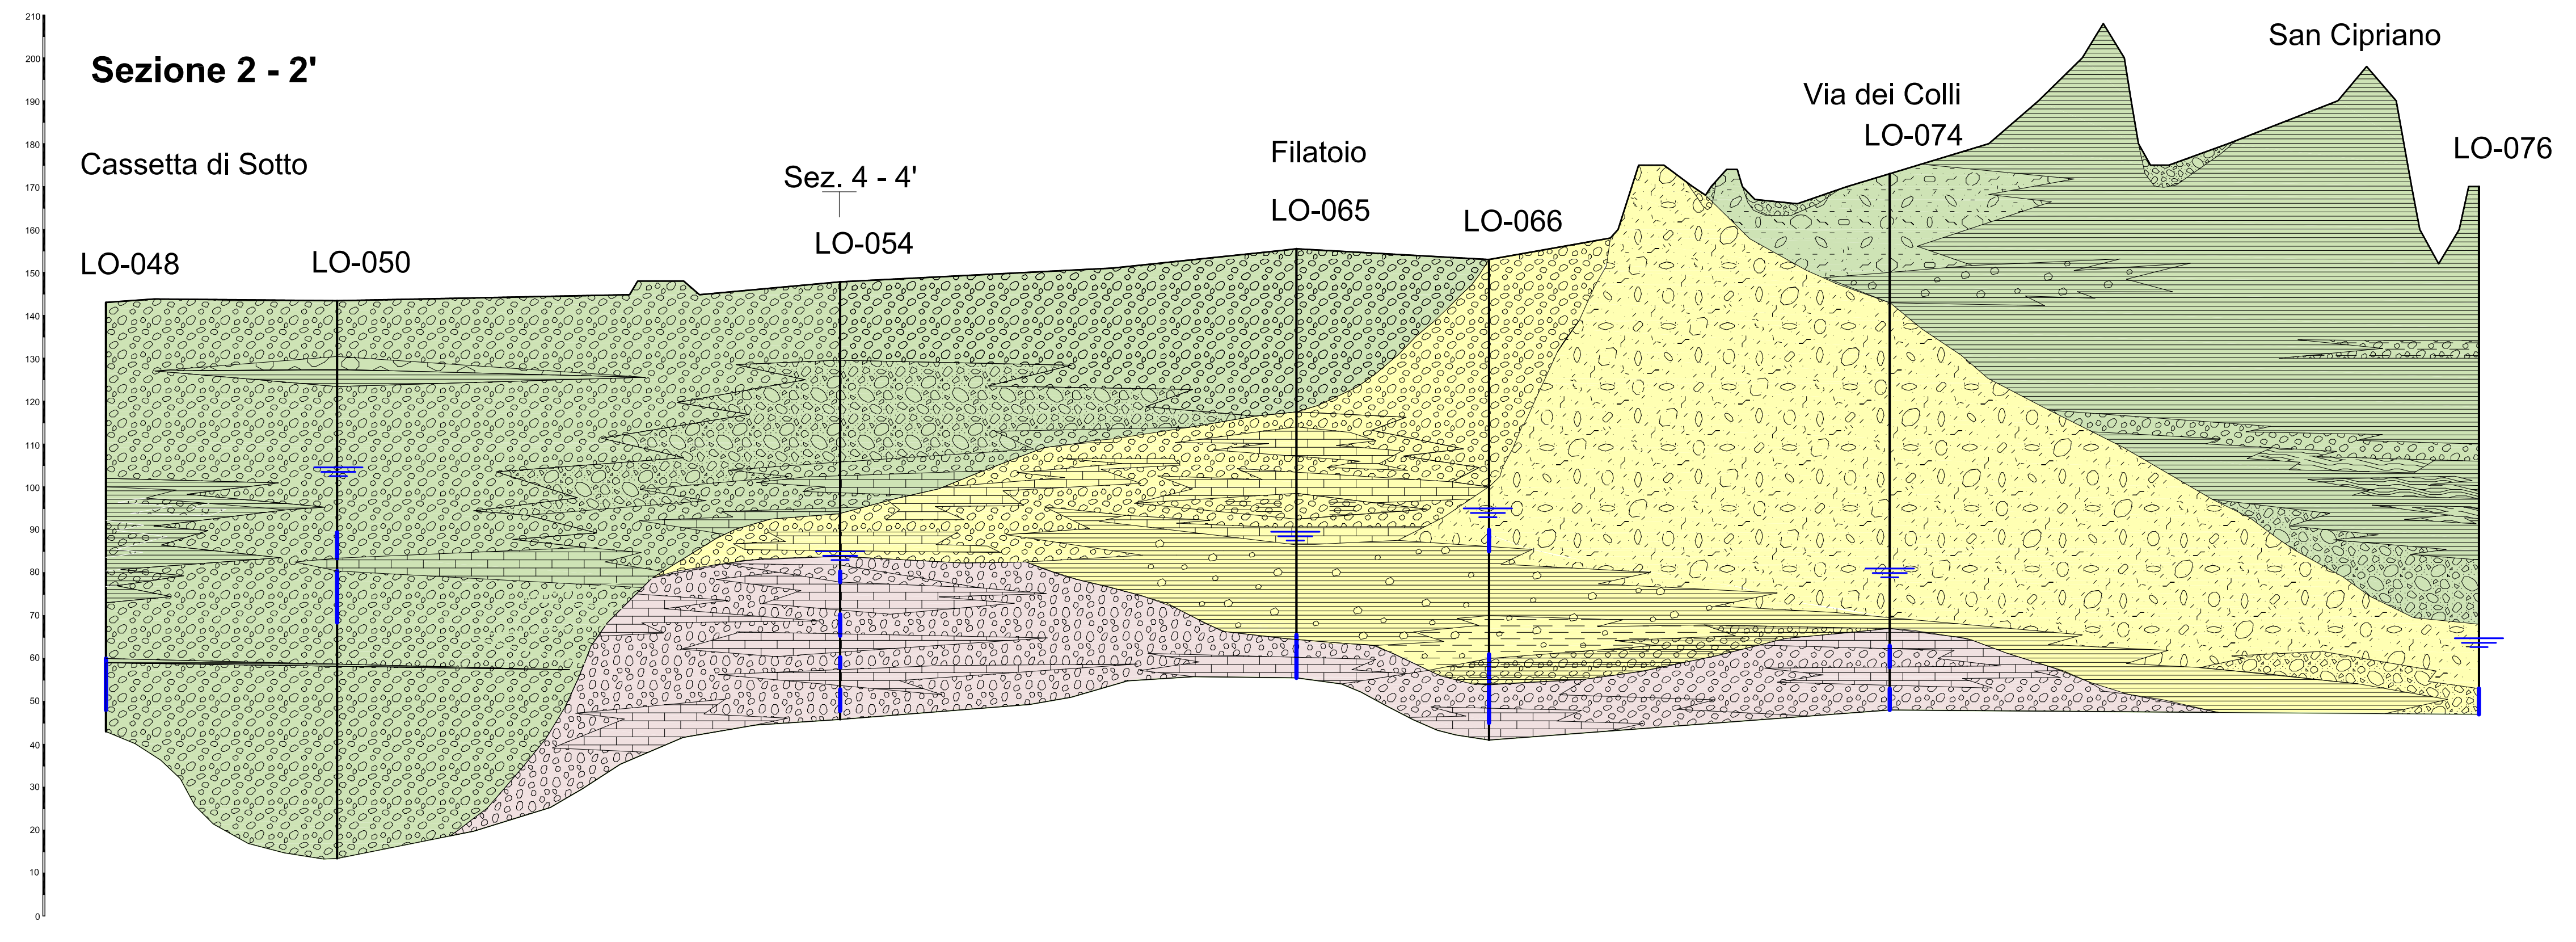 Sezione 2 - 2'
Cassetta di Sotto
LO-048
LO-050
Sez. 4 - 4'
LO-054
Filatoio
LO-065
LO-066
Via dei Colli
LO-074
San Cipriano
LO-076
210
200
190
180
170
160
150
140
130
120
110
100
90
80
70
60
50
40
30
20
10
0